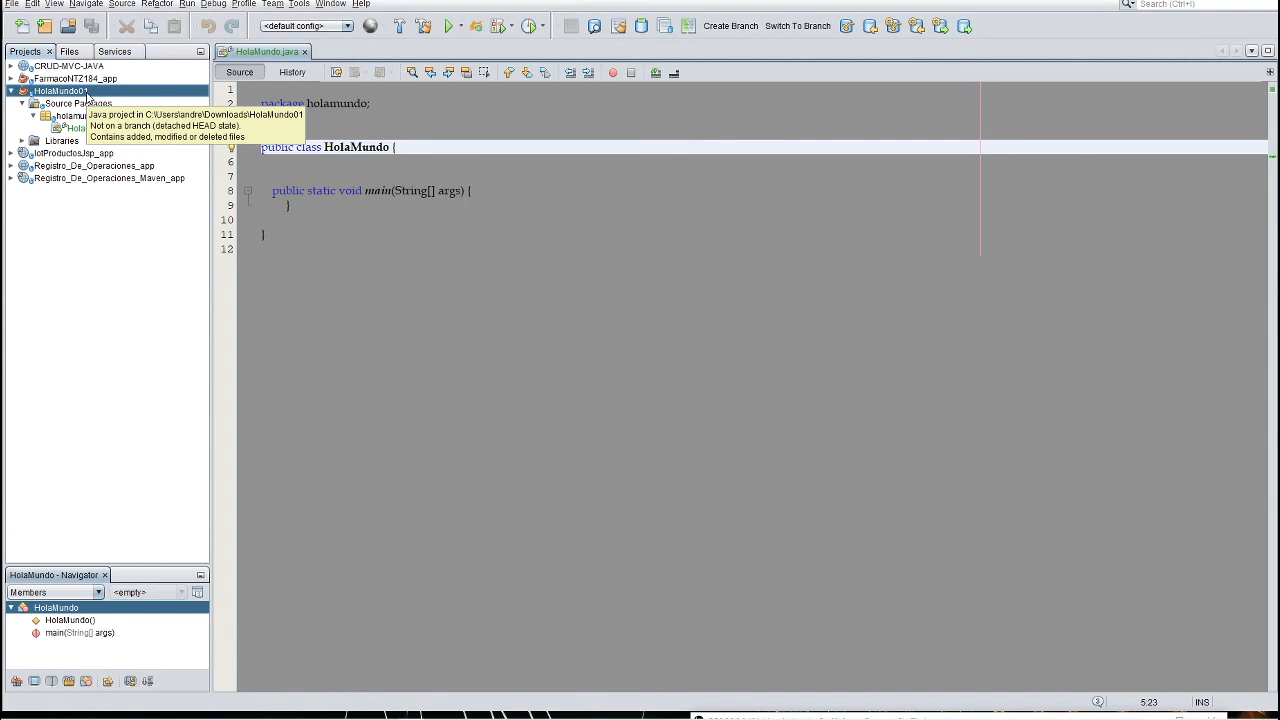 File Edit View Navigate Source Refactor Run Debug Profile Team Tools Window Help
Search (Ctrl+I)
<default config>
Create Branch Switch To Branch
Projects Files Services
HolaMundo.java
Source History
CRUD-MVC-JAVA
FarmacoNTZ184_app
HolaMundo01
Source Packages
holamu
Hola
Libraries
IotProductosJsp_app
Registro_De_Operaciones_app
Registro_De_Operaciones_Maven_app
Java project in C:\Users\andre\Downloads\HolaMundo01
Not on a branch (detached HEAD state).
Contains added, modified or deleted files
1
2 package holamundo;
public class HolaMundo {
6
7
8 public static void main(String[] args) {
9 }
10
11 }
12
HolaMundo - Navigator
Members <empty>
HolaMundo
HolaMundo()
main(String[] args)
2 5:23 INS